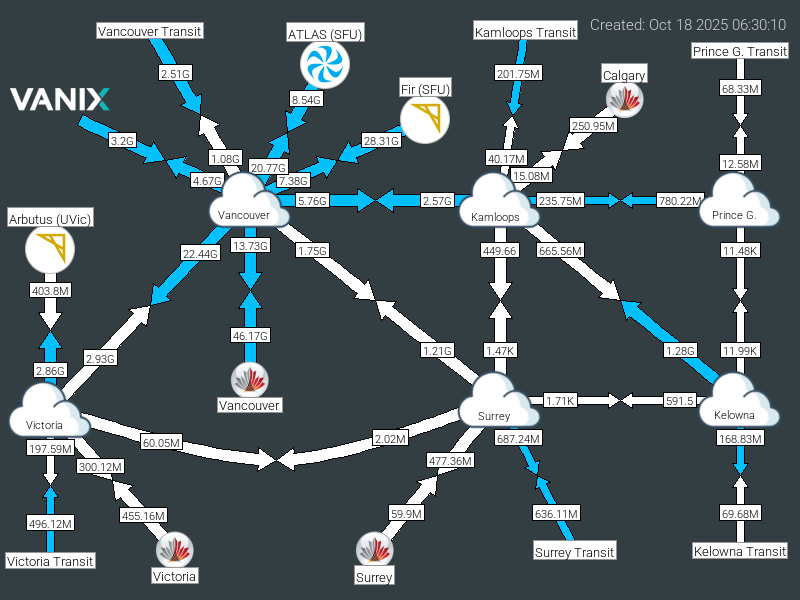 Created: Oct 18 2025 06:30:10
Vancouver Transit
ATLAS (SFU)
Kamloops Transit
Prince G. Transit
2.51G
201.75M
Calgary
68.33M
VANIX
8.54G
Fir (SFU)
250.95M
3.2G
28.31G
1.08G
20.77G
40.17M
12.58M
4.67G
7.38G
15.08M
5.76G
2.57G
235.75M
780.22M
Vancouver
Kamloops
Prince G.
Arbutus (UVic)
22.44G
13.73G
1.75G
449.66
665.56M
11.48K
403.8M
46.17G
2.93G
1.21G
1.47K
1.28G
11.99K
2.86G
Vancouver
1.71K
591.5
Victoria
Surrey
Kelowna
197.59M
60.05M
2.02M
687.24M
168.83M
300.12M
477.36M
496.12M
455.16M
59.9M
636.11M
69.68M
Victoria Transit
Victoria
Surrey
Surrey Transit
Kelowna Transit